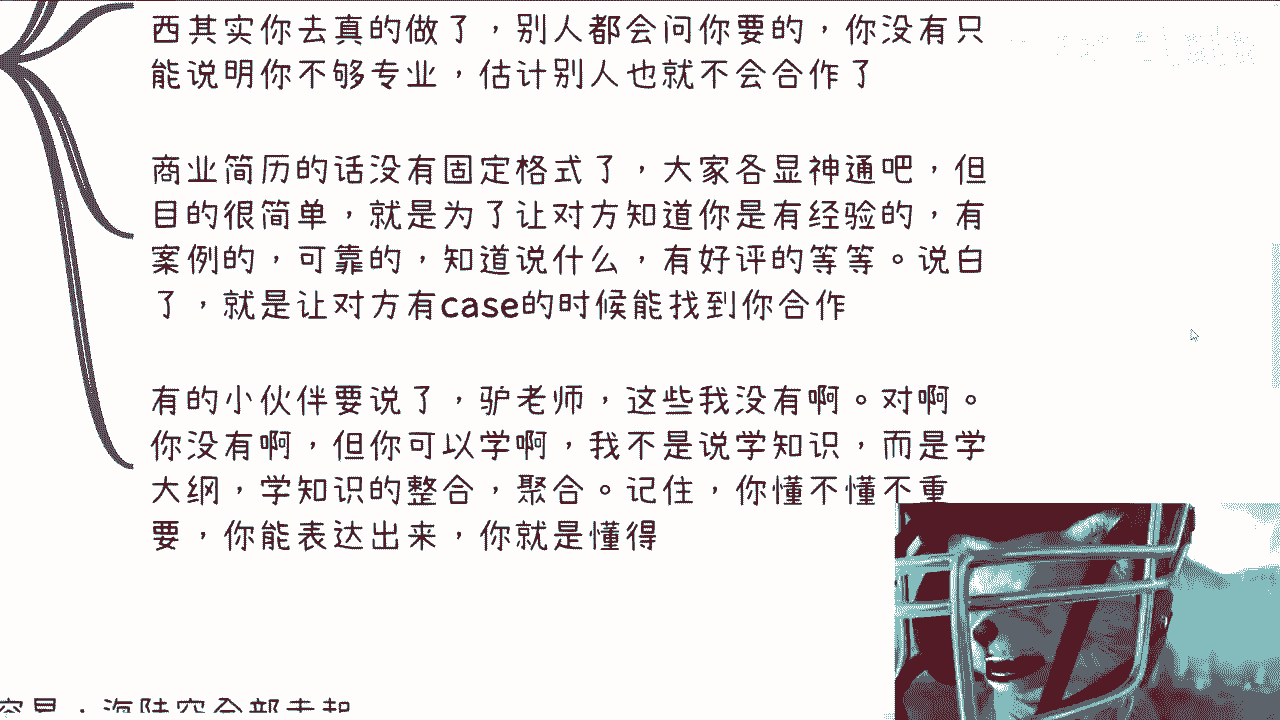 西其实你去真的做了，别人都会问你要的，你没有只
能说明你不够专业，估计别人也就不会合作了
商业简历的话没有固定格式了，大家各显神通吧，但
目的很简单，就是为了让对方知道你是有经验的，有
案例的，可靠的，知道说什么，有好评的等等。说白
了，就是让对方有case的时候能找到你合作
有的小伙伴要说了，驴老师，这些我没有啊。对啊。
你没有啊，但你可以学啊，我不是说学知识，而是学
大纲，学知识的整合，聚合。记住，你懂不懂不重
要，你能表达出来，你就是懂得
容易，海陆空全部走起